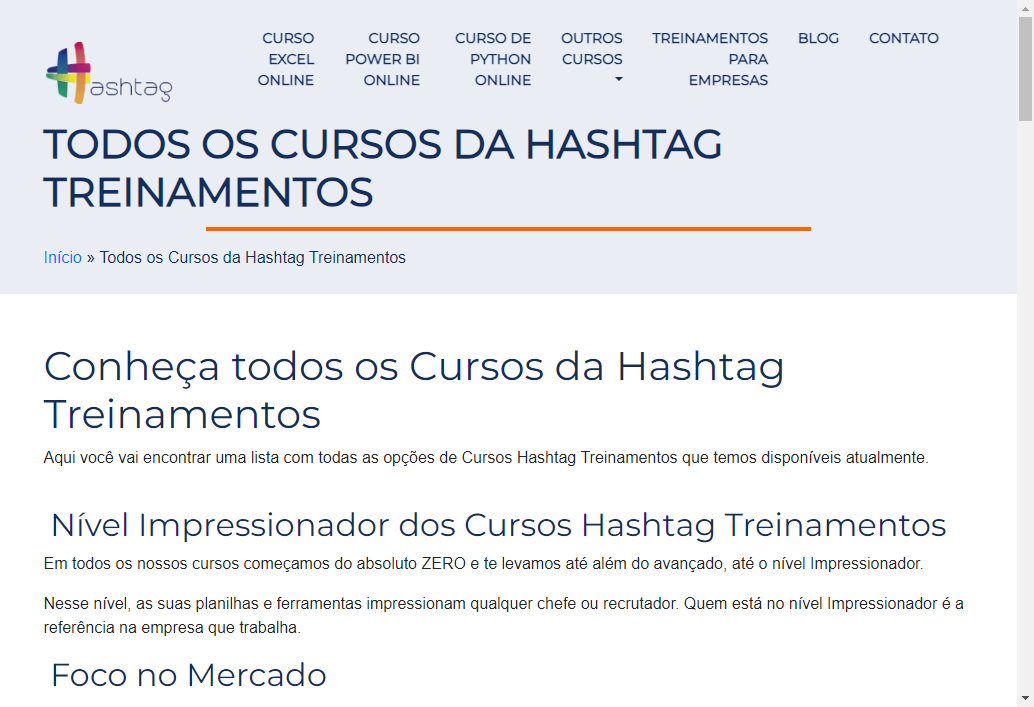 CURSO EXCEL ONLINE
CURSO POWER BI ONLINE
CURSO DE PYTHON ONLINE
OUTROS CURSOS
TREINAMENTOS PARA EMPRESAS
BLOG
CONTATO
ashtag
TODOS OS CURSOS DA HASHTAG
TREINAMENTOS
Início » Todos os Cursos da Hashtag Treinamentos
Conheça todos os Cursos da Hashtag
Treinamentos
Aqui você vai encontrar uma lista com todas as opções de Cursos Hashtag Treinamentos que temos disponíveis atualmente.
Nível Impressionador dos Cursos Hashtag Treinamentos
Em todos os nossos cursos começamos do absoluto ZERO e te levamos até além do avançado, até o nível Impressionador.
Nesse nível, as suas planilhas e ferramentas impressionam qualquer chefe ou recrutador. Quem está no nível Impressionador é a
referência na empresa que trabalha.
Foco no Mercado